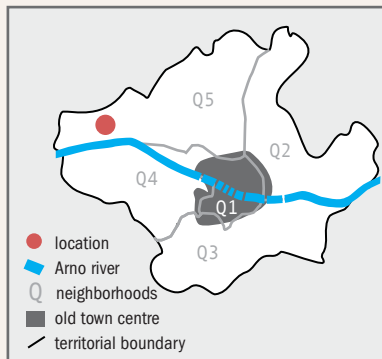 Q5
Q2
Q4
Q1
Q3
location
Arno river
Q neighborhoods
old town centre
territorial boundary